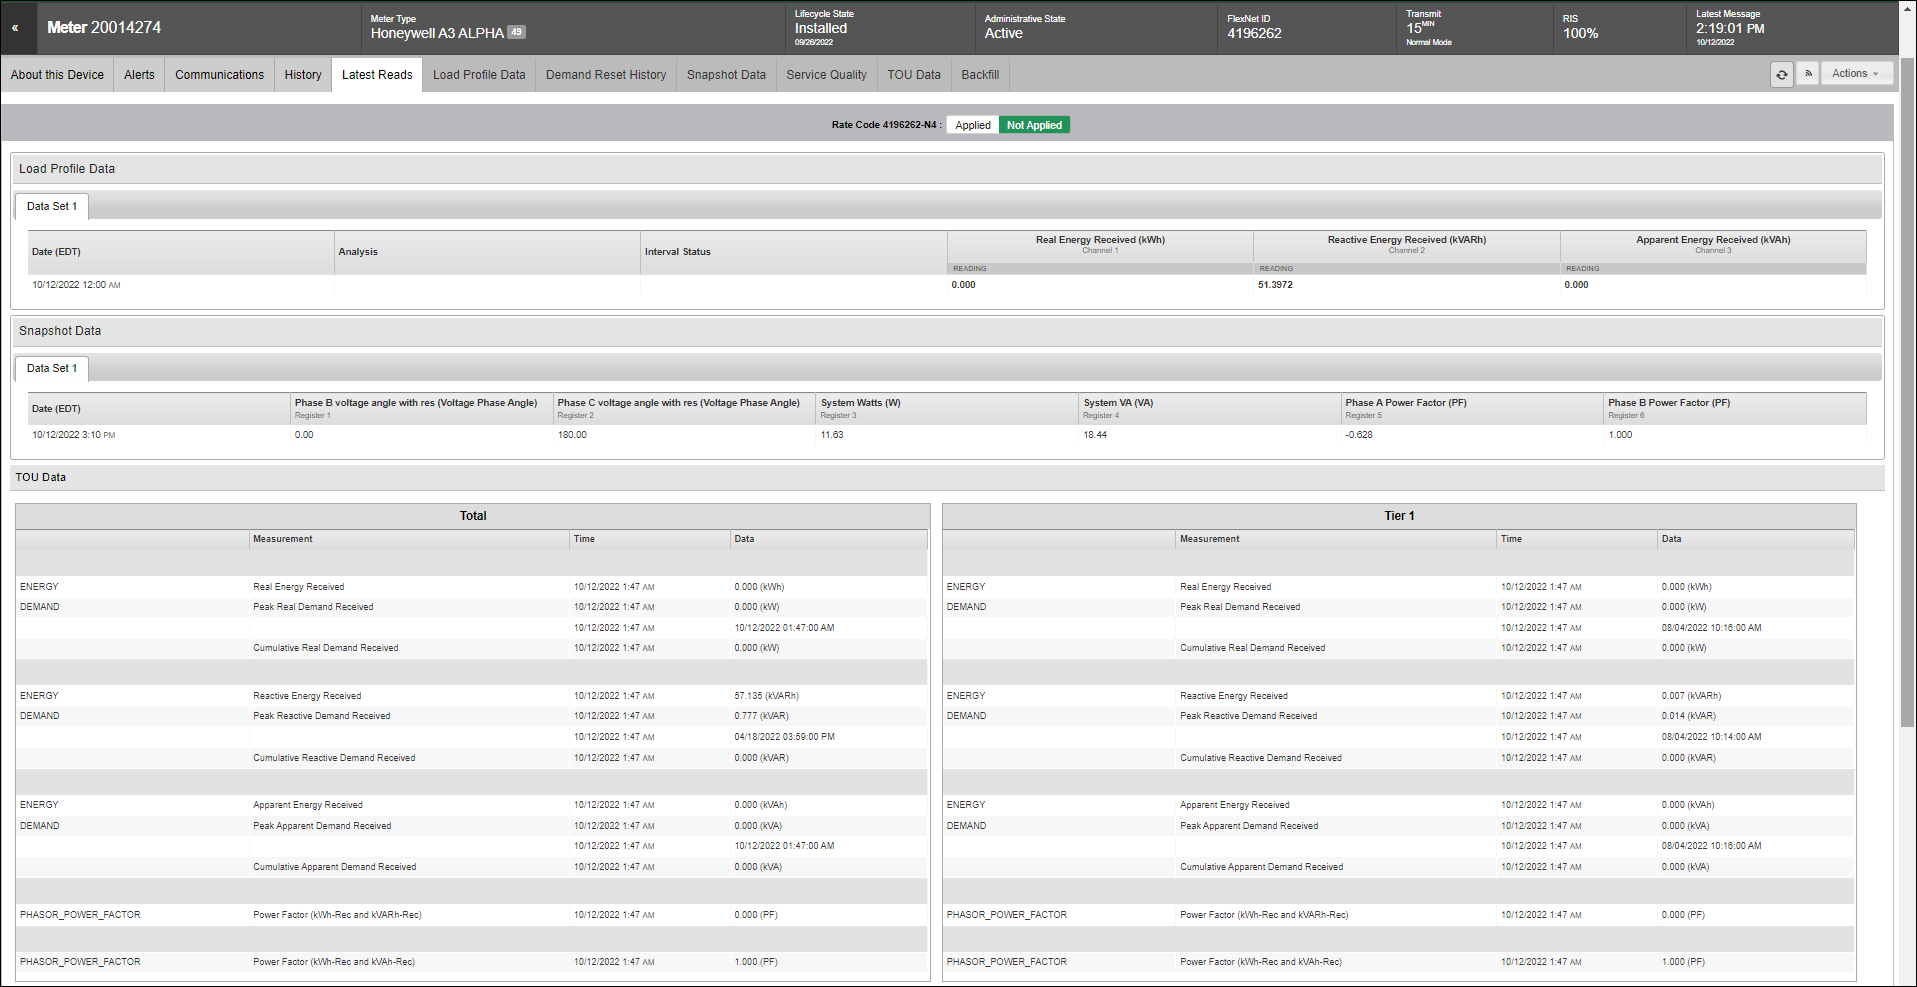 «
Meter 20014274
Meter Type
Honeywell A3 ALPHA 49
Lifecycle State
Installed
09/26/2022
Administrative State
Active
FlexNet ID
4196262
Transmit
15MIN
Normal Mode
RIS
100%
Latest Message
2:19:01 PM
10/12/2022
About this Device Alerts Communications History Latest Reads Load Profile Data Demand Reset History Snapshot Data Service Quality TOU Data Backfill Actions
Rate Code 4196262-N4 : Applied Not Applied
Load Profile Data
Data Set 1
Date (EDT) Analysis Interval Status Real Energy Received (kWh) Reactive Energy Received (kVARh) Apparent Energy Received (kVAh)
Channel 1 Channel 2 Channel 3
READING READING READING
10/12/2022 12:00 AM 0.000 51.3972 0.000
Snapshot Data
Data Set 1
Date (EDT) Phase B voltage angle with res (Voltage Phase Angle) Phase C voltage angle with res (Voltage Phase Angle) System Watts (W) System VA (VA) Phase A Power Factor (PF) Phase B Power Factor (PF)
Register 1 Register 2 Register 3 Register 4 Register 5 Register 6
10/12/2022 3:10 PM 0.00 180.00 11.63 18.44 -0.628 1.000
TOU Data
Total
Measurement Time Data
ENERGY Real Energy Received 10/12/2022 1:47 AM 0.000 (kWh)
DEMAND Peak Real Demand Received 10/12/2022 1:47 AM 0.000 (kW)
10/12/2022 1:47 AM 10/12/2022 01:47:00 AM
Cumulative Real Demand Received 10/12/2022 1:47 AM 0.000 (kW)
ENERGY Reactive Energy Received 10/12/2022 1:47 AM 57.135 (kVARh)
DEMAND Peak Reactive Demand Received 10/12/2022 1:47 AM 0.777 (kVAR)
10/12/2022 1:47 AM 04/18/2022 03:59:00 PM
Cumulative Reactive Demand Received 10/12/2022 1:47 AM 0.000 (kVAR)
ENERGY Apparent Energy Received 10/12/2022 1:47 AM 0.000 (kVAh)
DEMAND Peak Apparent Demand Received 10/12/2022 1:47 AM 0.000 (kVA)
10/12/2022 1:47 AM 10/12/2022 01:47:00 AM
Cumulative Apparent Demand Received 10/12/2022 1:47 AM 0.000 (kVA)
PHASOR_POWER_FACTOR Power Factor (kWh-Rec and kVARh-Rec) 10/12/2022 1:47 AM 0.000 (PF)
PHASOR_POWER_FACTOR Power Factor (kWh-Rec and kVAh-Rec) 10/12/2022 1:47 AM 1.000 (PF)
Tier 1
Measurement Time Data
ENERGY Real Energy Received 10/12/2022 1:47 AM 0.000 (kWh)
DEMAND Peak Real Demand Received 10/12/2022 1:47 AM 0.000 (kW)
10/12/2022 1:47 AM 08/04/2022 10:16:00 AM
Cumulative Real Demand Received 10/12/2022 1:47 AM 0.000 (kW)
ENERGY Reactive Energy Received 10/12/2022 1:47 AM 0.007 (kVARh)
DEMAND Peak Reactive Demand Received 10/12/2022 1:47 AM 0.014 (kVAR)
10/12/2022 1:47 AM 08/04/2022 10:14:00 AM
Cumulative Reactive Demand Received 10/12/2022 1:47 AM 0.000 (kVAR)
ENERGY Apparent Energy Received 10/12/2022 1:47 AM 0.000 (kVAh)
DEMAND Peak Apparent Demand Received 10/12/2022 1:47 AM 0.000 (kVA)
10/12/2022 1:47 AM 08/04/2022 10:16:00 AM
Cumulative Apparent Demand Received 10/12/2022 1:47 AM 0.000 (kVA)
PHASOR_POWER_FACTOR Power Factor (kWh-Rec and kVARh-Rec) 10/12/2022 1:47 AM 0.000 (PF)
PHASOR_POWER_FACTOR Power Factor (kWh-Rec and kVAh-Rec) 10/12/2022 1:47 AM 1.000 (PF)